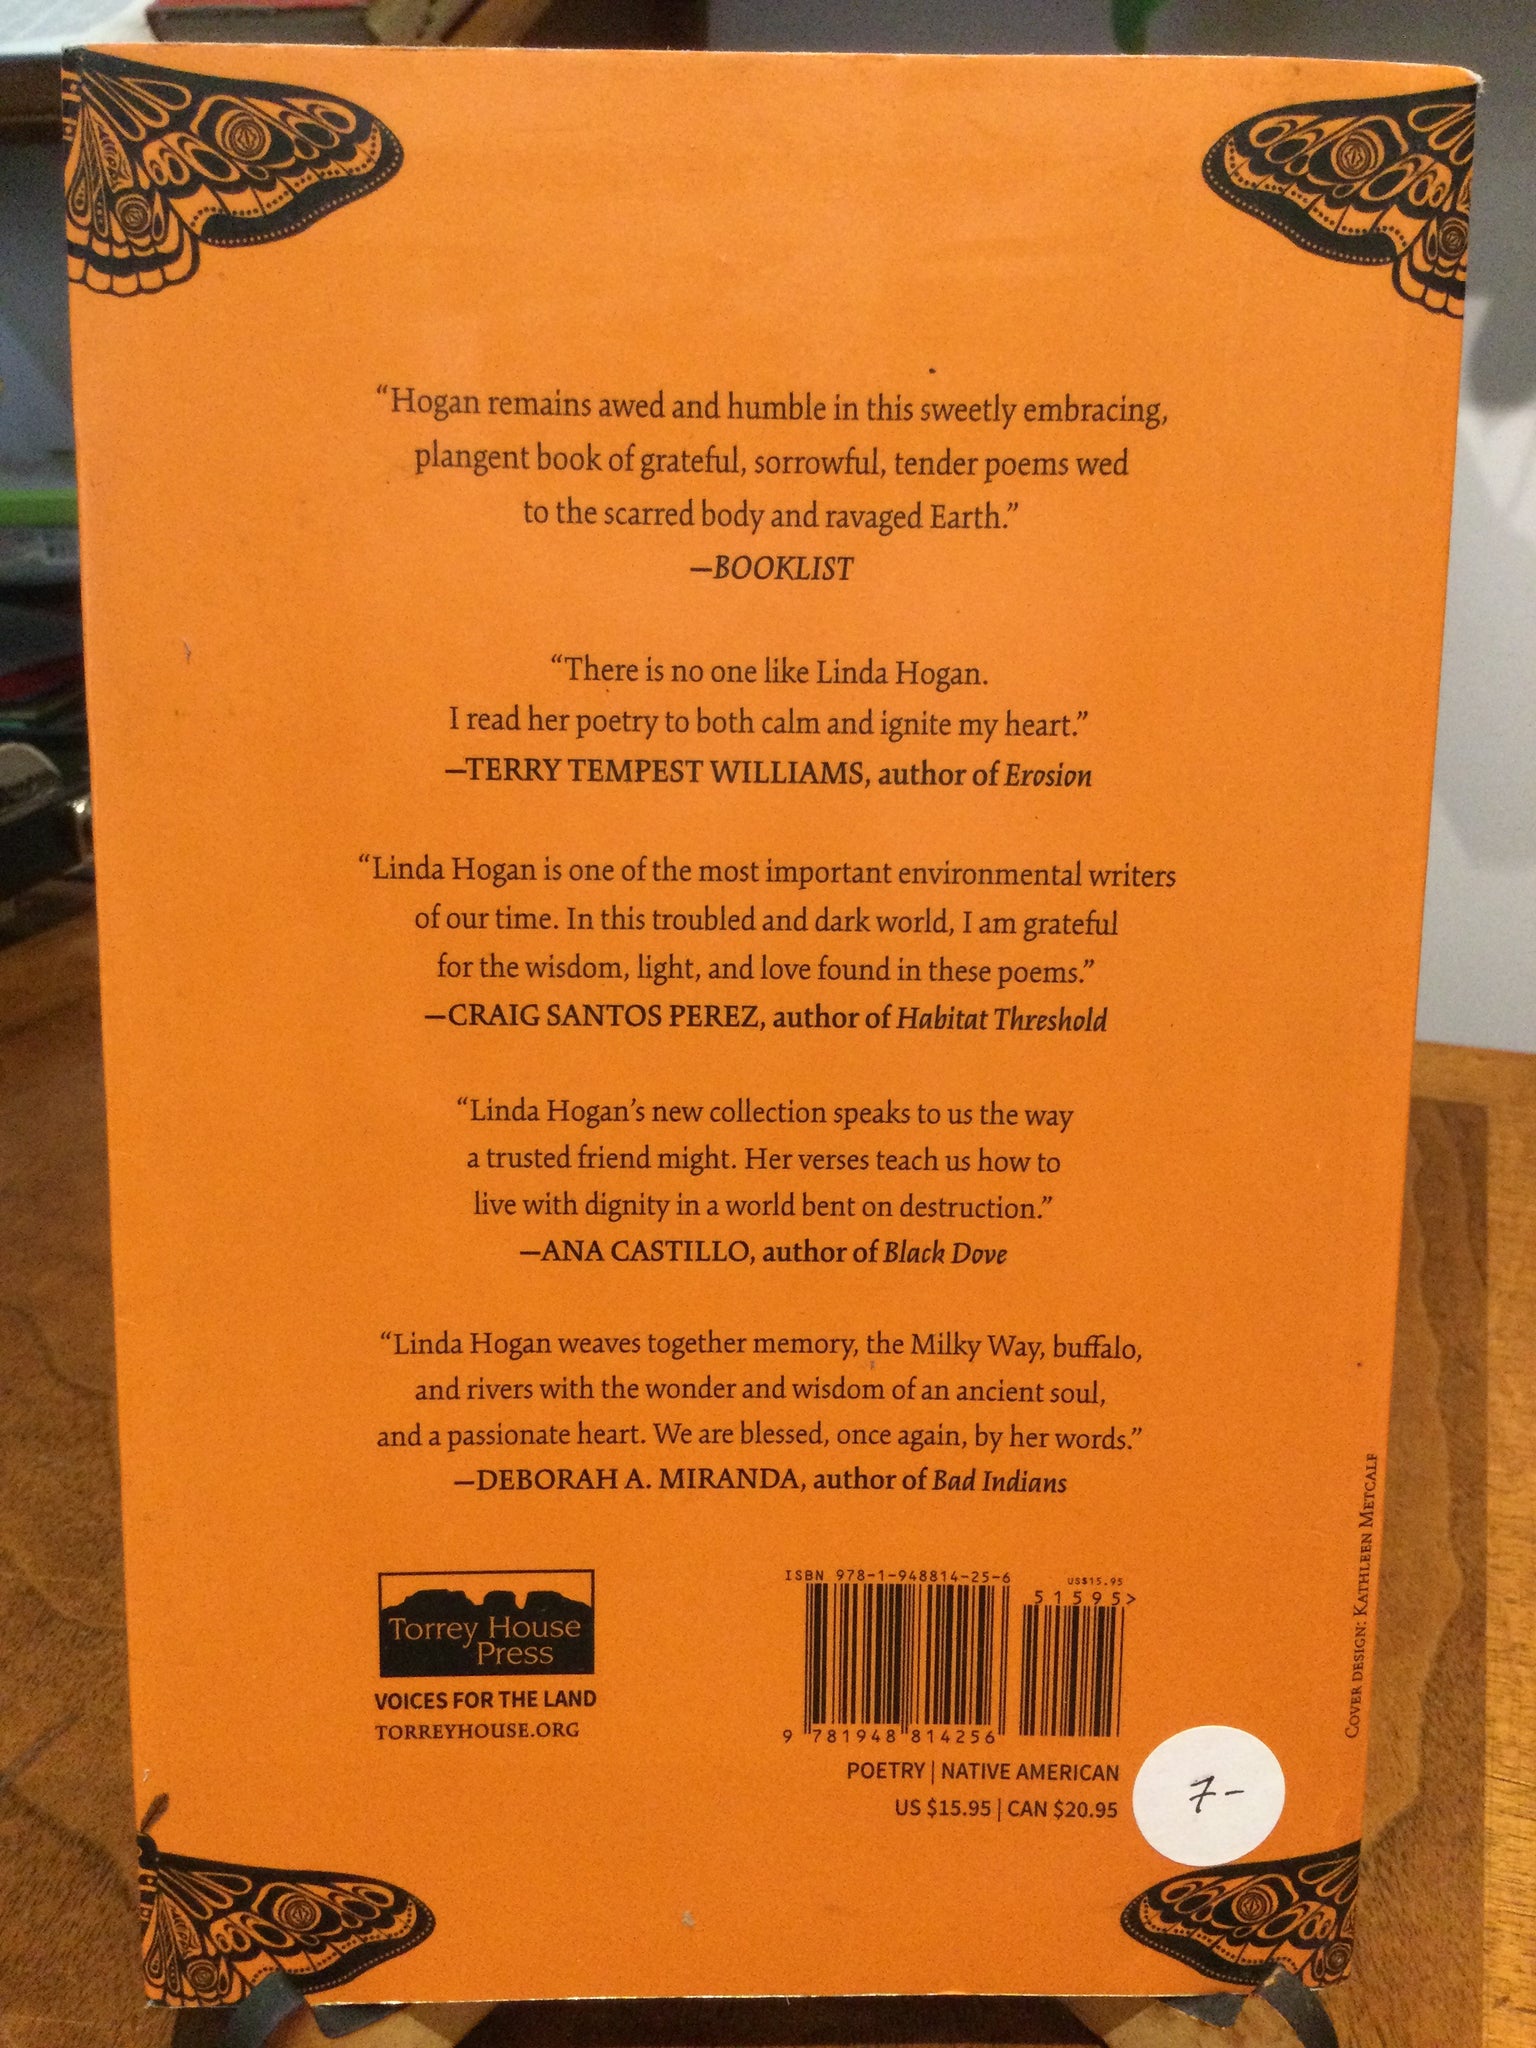 “Hogan remains awed and humble in this sweetly embracing,
plangent book of grateful, sorrowful, tender poems wed
to the scarred body and ravaged Earth.”
—BOOKLIST
“There is no one like Linda Hogan.
I read her poetry to both calm and ignite my heart.”
—TERRY TEMPEST WILLIAMS, author of Erosion
“Linda Hogan is one of the most important environmental writers
of our time. In this troubled and dark world, I am grateful
for the wisdom, light, and love found in these poems.”
—CRAIG SANTOS PEREZ, author of Habitat Threshold
“Linda Hogan’s new collection speaks to us the way
a trusted friend might. Her verses teach us how to
live with dignity in a world bent on destruction.”
—ANA CASTILLO, author of Black Dove
“Linda Hogan weaves together memory, the Milky Way, buffalo,
and rivers with the wonder and wisdom of an ancient soul,
and a passionate heart. We are blessed, once again, by her words.”
—DEBORAH A. MIRANDA, author of Bad Indians
Torrey House
Press
VOICES FOR THE LAND
TORREYHOUSE.ORG
ISBN 978-1-948814-25-6
US$15.95
51595>
9 781948 814256
POETRY | NATIVE AMERICAN
US $15.95 | CAN $20.95
7-
COVER DESIGN: KATHLEEN METCALF